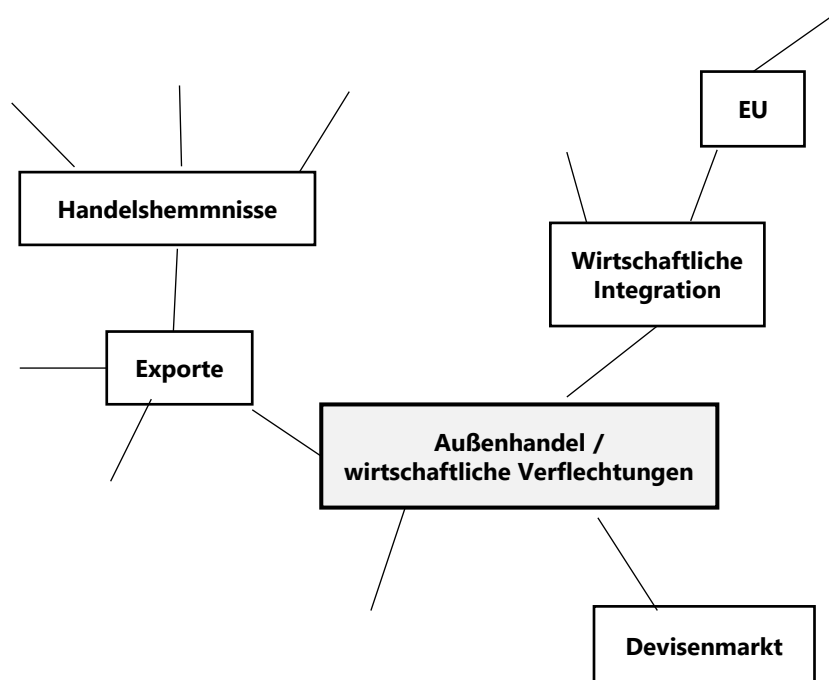 EU
Handelshemmnisse
Wirtschaftliche
Integration
Exporte
Außenhandel /
wirtschaftliche Verflechtungen
Devisenmarkt